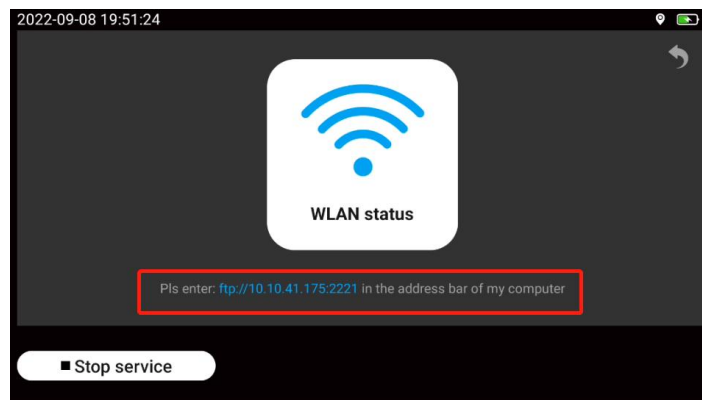 2022-09-08 19:51:24
WLAN status
Pls enter: ftp://10.10.41.175:2221 in the address bar of my computer
Stop service